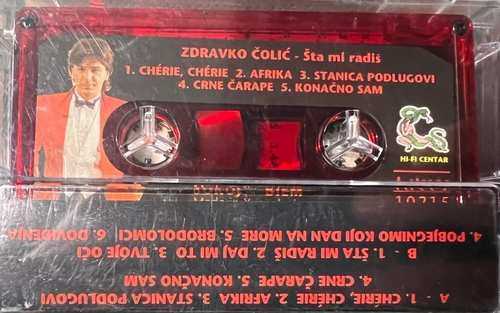 ZDRAVKO ČOLIĆ - Šta mi radiš
1. CHÉRIE, CHÉRIE 2. AFRIKA 3. STANICA PODLUGOVI
4. CRNE ČARAPE 5. KONAČNO SAM
HI-FI CENTAR
A - 1. CHERIE, CHÉRIE 2. AFRIKA 3. STANICA PODLUGOVI
4. CRNE ČARAPE 5. KONAČNO SAM
B - 1. ŠTA MI RADIŠ 2. DAJ MI TO 3. TVOJE OČI
4. POBJEGNIMO KOJI DAN NA MORE 5. BRODOLOMCI 6. DOVIĐENJA